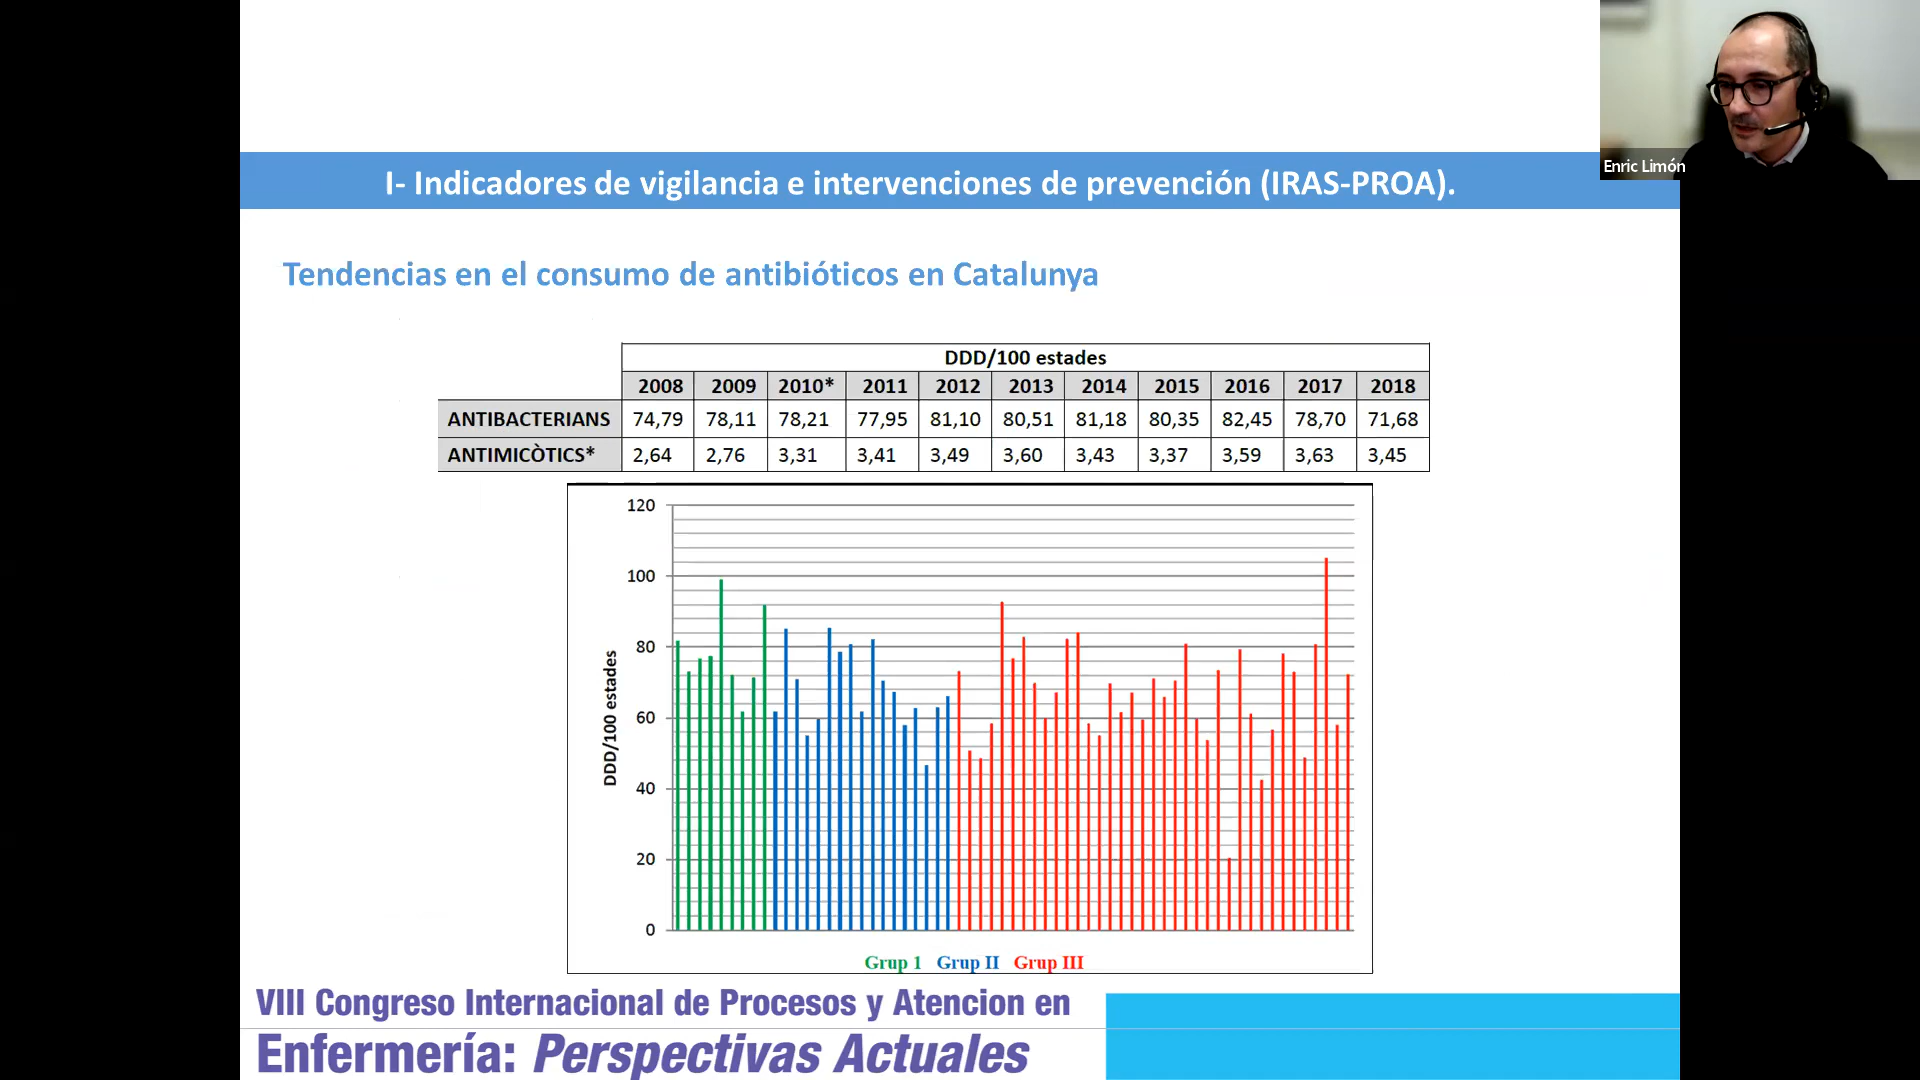 Enric Limón
I- Indicadores de vigilancia e intervenciones de prevención (IRAS-PROA).
Tendencias en el consumo de antibióticos en Catalunya
DDD/100 estades
2008 2009 2010* 2011 2012 2013 2014 2015 2016 2017 2018
ANTIBACTERIANS 74,79 78,11 78,21 77,95 81,10 80,51 81,18 80,35 82,45 78,70 71,68
ANTIMICÒTICS* 2,64 2,76 3,31 3,41 3,49 3,60 3,43 3,37 3,59 3,63 3,45
120
100
80
60
40
20
0
DDD/100 estades
Grup 1 Grup II Grup III
VIII Congreso Internacional de Procesos y Atencion en
Enfermería: Perspectivas Actuales